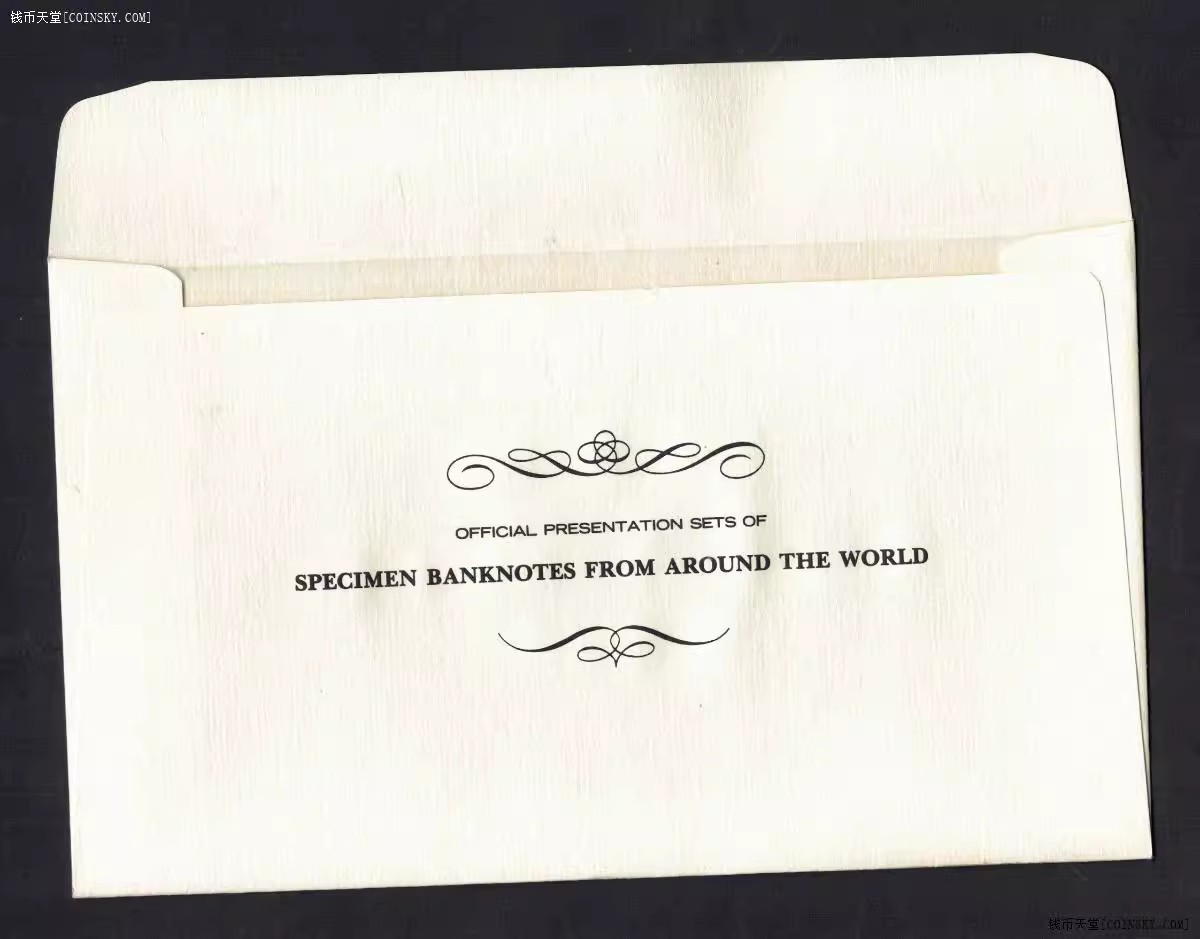 钱币天堂[COINSKY.COM]
OFFICIAL PRESENTATION SETS OF
SPECIMEN BANKNOTES FROM AROUND THE WORLD
钱币天堂[COINSKY.COM]